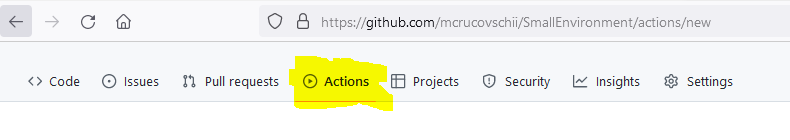 https://github.com/mcrucovschii/SmallEnvironment/actions/new
Code Issues Pull requests Actions Projects Security Insights Settings